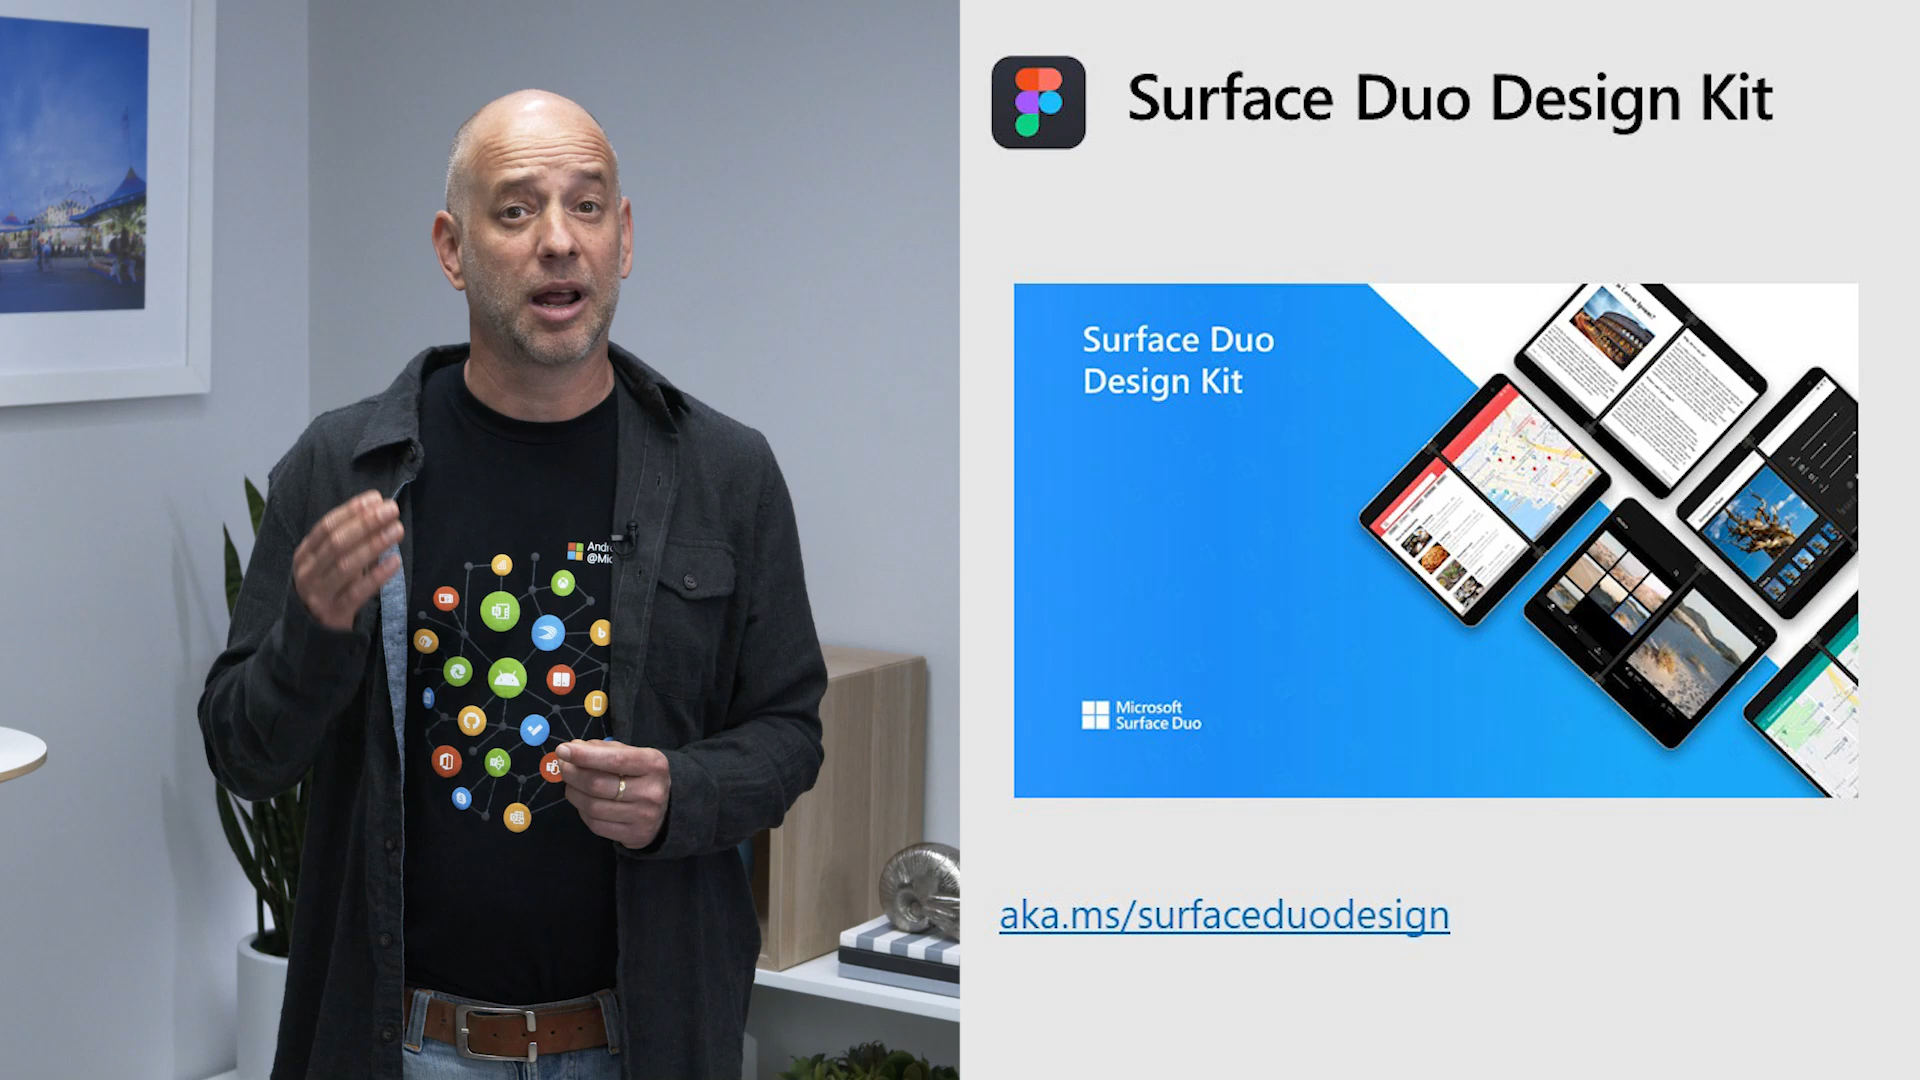 Surface Duo Design Kit
Surface Duo
Design Kit
Microsoft
Surface Duo
aka.ms/surfaceduodesign